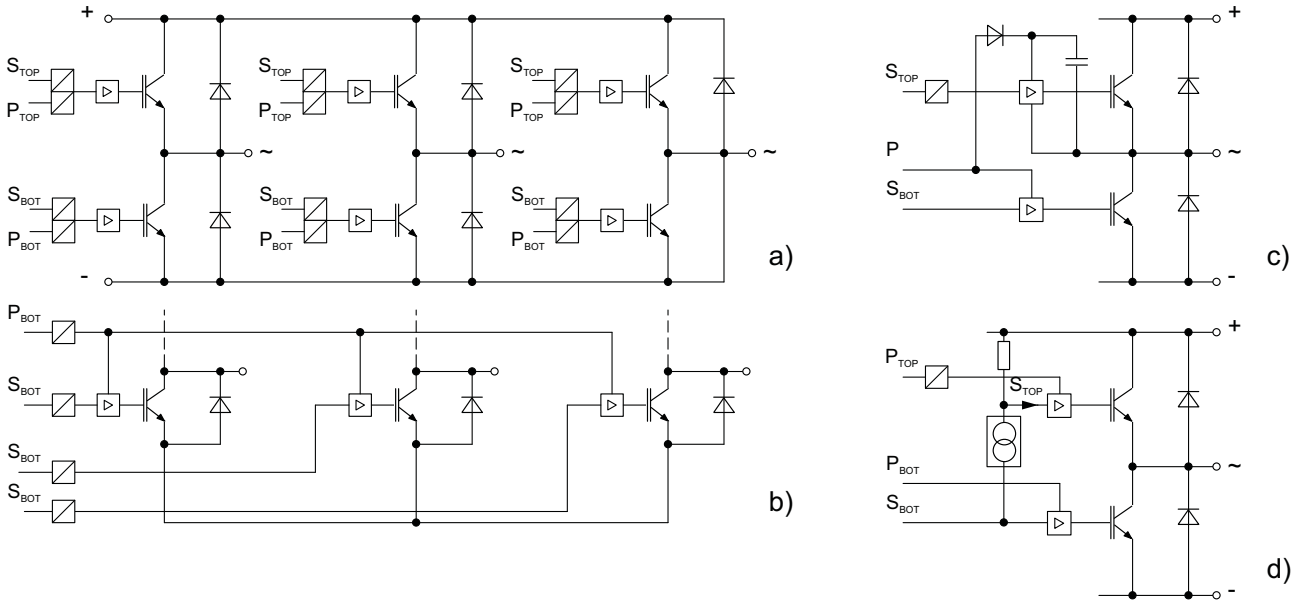 +
S_TOP
P_TOP
S_TOP
P_TOP
S_TOP
P_TOP
~
~
~
S_BOT
P_BOT
S_BOT
P_BOT
S_BOT
P_BOT
-
a)
P_BOT
S_BOT
S_BOT
S_BOT
b)
+
S_TOP
P
~
S_BOT
-
c)
+
P_TOP
S_TOP
P_BOT
~
S_BOT
-
d)